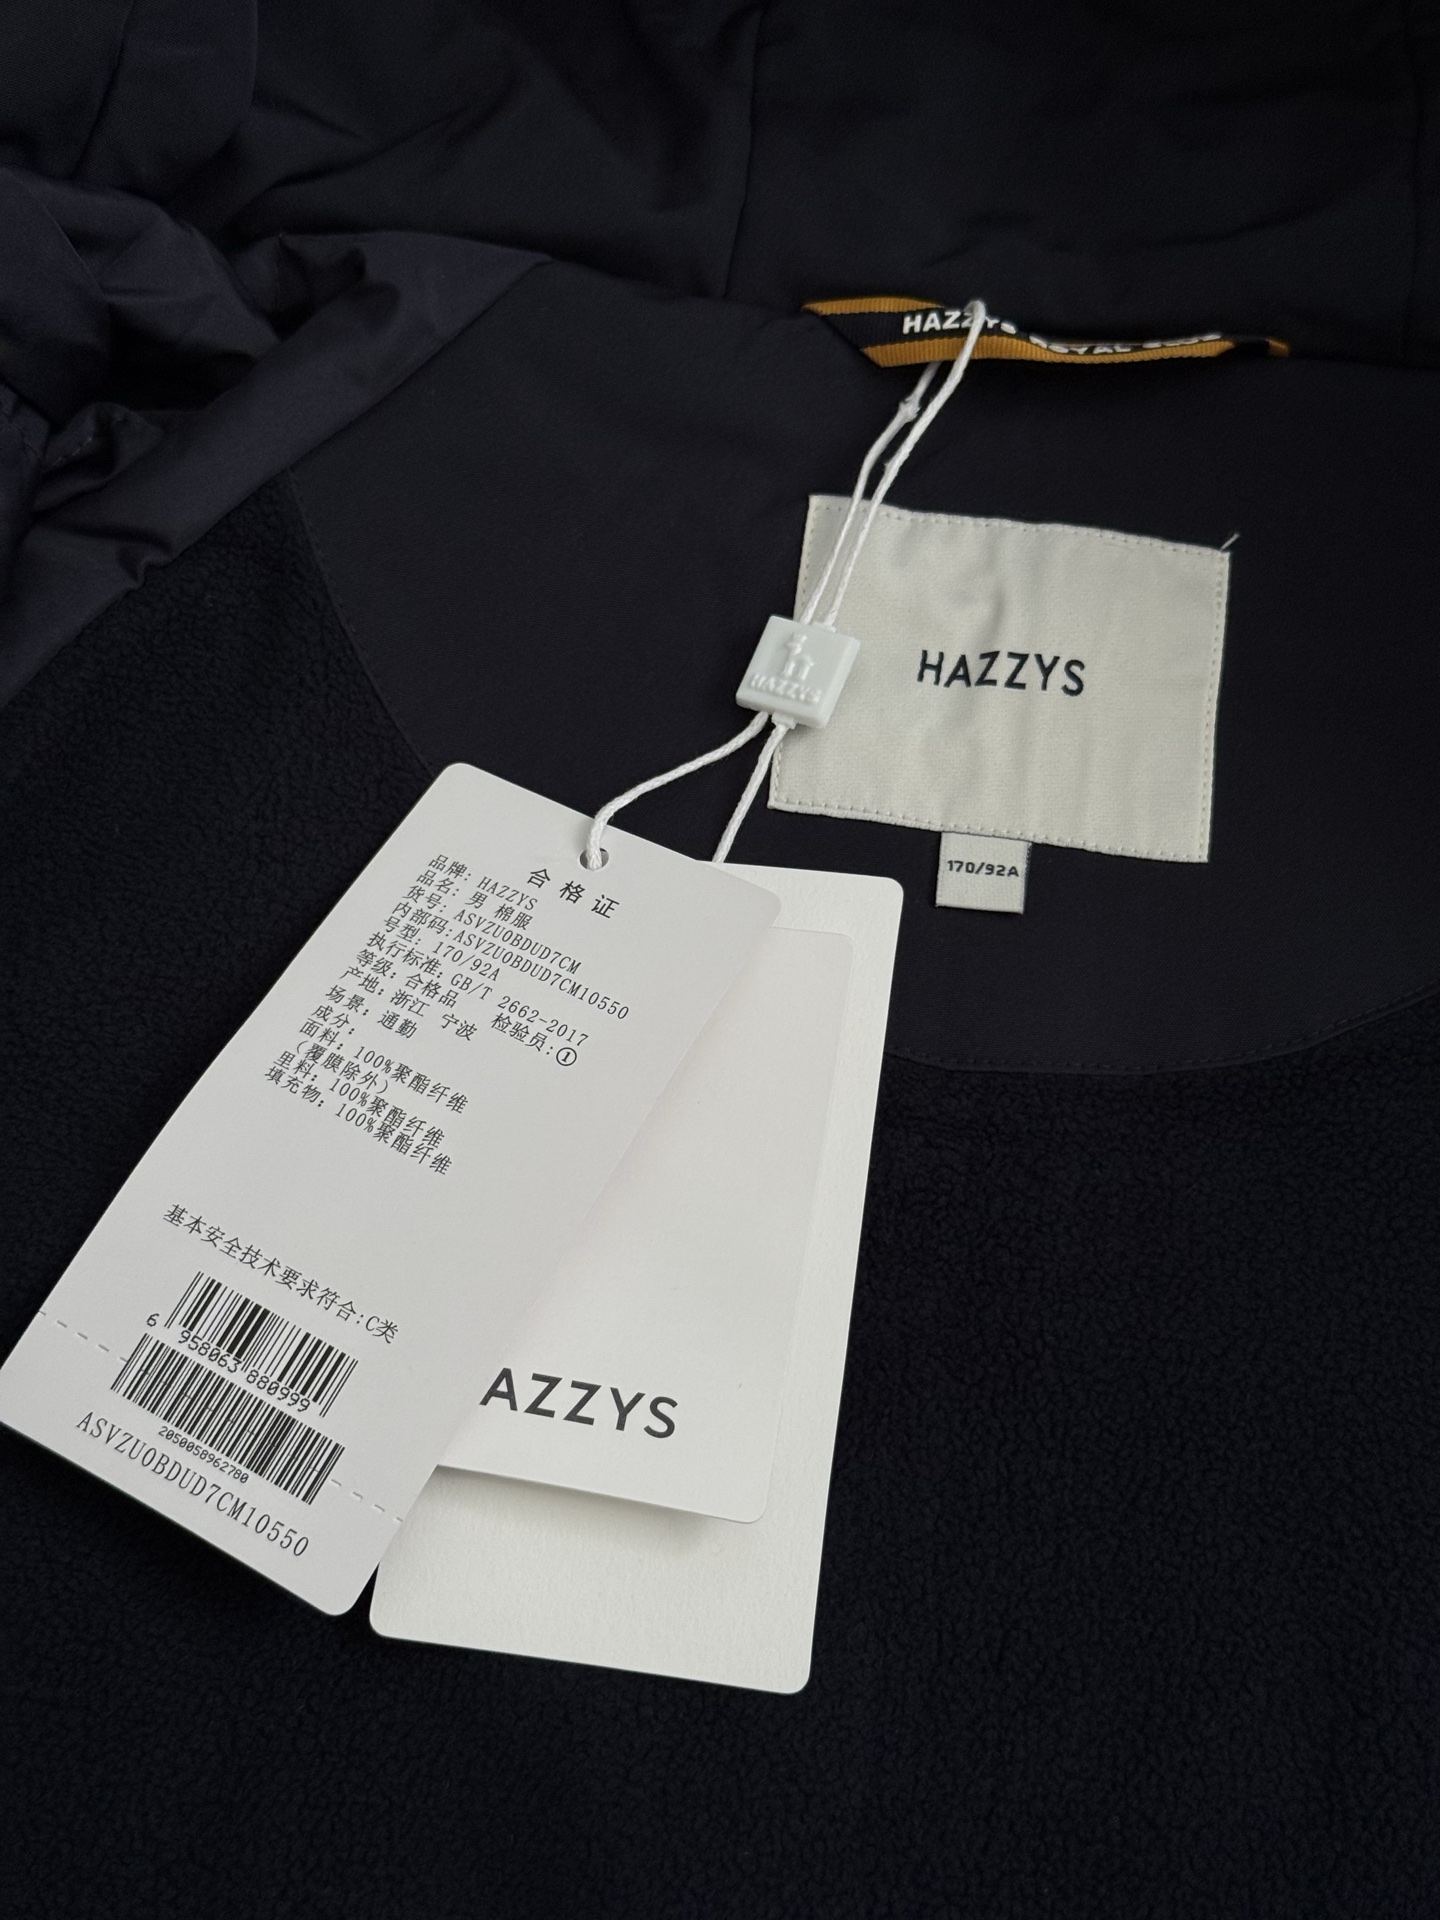 HAZZYS ROYAL
HAZZYS
170/92A
HAZZYS
合格证
品牌: HAZZYS
品名: 男 棉服
货号: ASVZU0BDUD7CM
内部码:ASVZU0BDUD7CM10550
号型: 170/92A
执行标准: GB/T 2662-2017
等级: 合格品 检验员:①
产地: 浙江 宁波
场景: 通勤
成分:
面料: 100%聚酯纤维
(覆膜除外)
里料: 100%聚酯纤维
填充物: 100%聚酯纤维
基本安全技术要求符合:C类
6 958063 880999
2050058962780
ASVZU0BDUD7CM10550
AZZYS